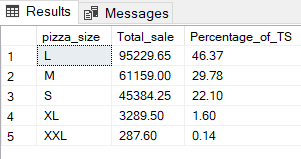 Results Messages
pizza_size Total_sale Percentage_of_TS
1 L 95229.65 46.37
2 M 61159.00 29.78
3 S 45384.25 22.10
4 XL 3289.50 1.60
5 XXL 287.60 0.14